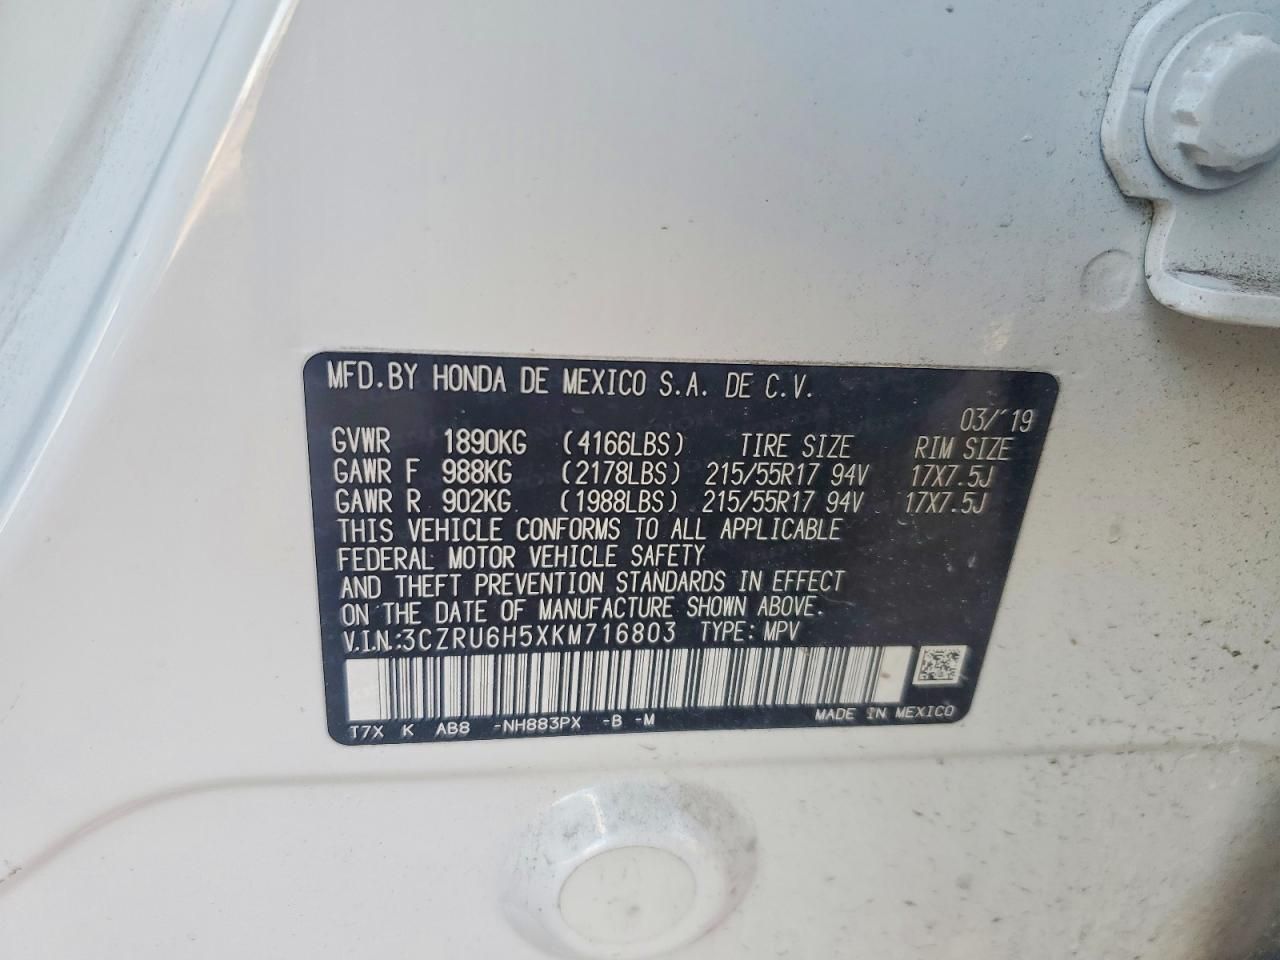 MFD.BY HONDA DE MEXICO S.A. DE C.V.
03/'19
GVWR 1890KG (4166LBS) TIRE SIZE RIM SIZE
GAWR F 988KG (2178LBS) 215/55R17 94V 17X7.5J
GAWR R 902KG (1988LBS) 215/55R17 94V 17X7.5J
THIS VEHICLE CONFORMS TO ALL APPLICABLE
FEDERAL MOTOR VEHICLE SAFETY
AND THEFT PREVENTION STANDARDS IN EFFECT
ON THE DATE OF MANUFACTURE SHOWN ABOVE.
V.I.N.:3CZRU6H5XKM716803 TYPE: MPV
T7X K AB8 -NH883PX -B -M MADE IN MEXICO